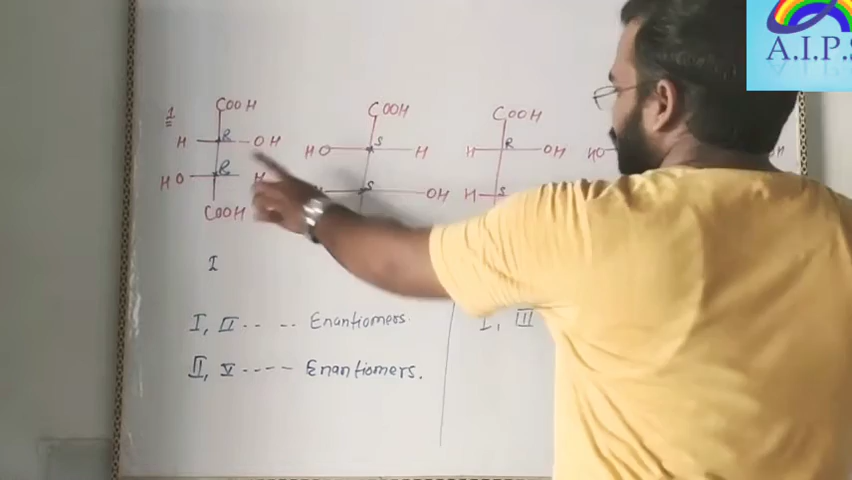 1
COOH COOH COOH
H R OH HO S H H R OH HO H
HO R H S OH H S
COOH
I
I, II .. .. Enantiomers I, III
II, V ---- Enantiomers.
A.I.P.S